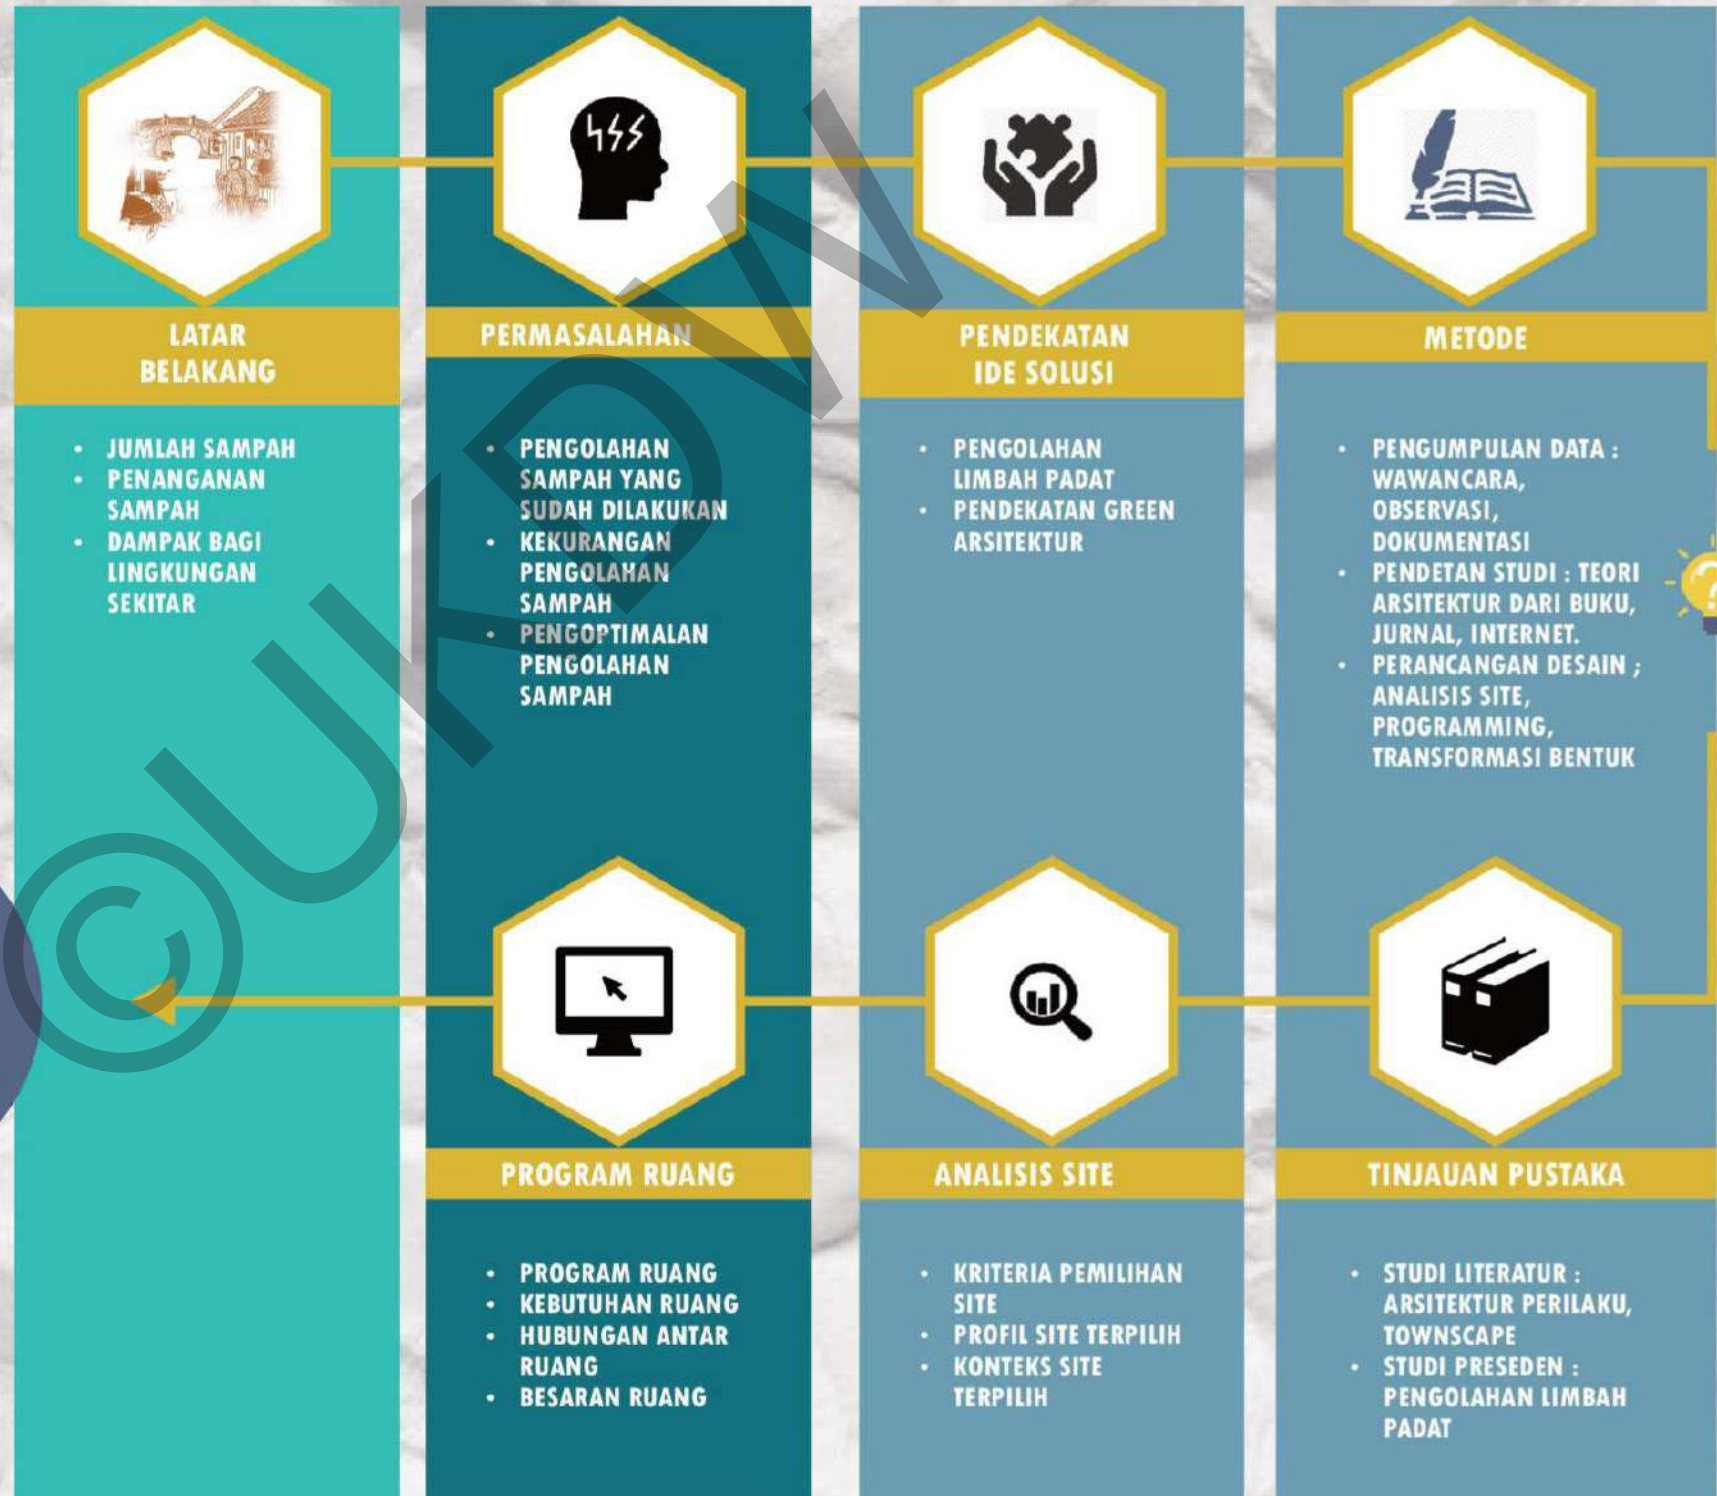 LATAR
BELAKANG
• JUMLAH SAMPAH
• PENANGANAN
SAMPAH
• DAMPAK BAGI
LINGKUNGAN
SEKITAR
PERMASALAHAN
• PENGOLAHAN
SAMPAH YANG
SUDAH DILAKUKAN
• KEKURANGAN
PENGOLAHAN
SAMPAH
• PENGOPTIMALAN
PENGOLAHAN
SAMPAH
PENDEKATAN
IDE SOLUSI
• PENGOLAHAN
LIMBAH PADAT
• PENDEKATAN GREEN
ARSITEKTUR
METODE
• PENGUMPULAN DATA :
WAWANCARA,
OBSERVASI,
DOKUMENTASI
• PENDETAN STUDI : TEORI
ARSITEKTUR DARI BUKU,
JURNAL, INTERNET.
• PERANCANGAN DESAIN ;
ANALISIS SITE,
PROGRAMMING,
TRANSFORMASI BENTUK
?
TINJAUAN PUSTAKA
• STUDI LITERATUR :
ARSITEKTUR PERILAKU,
TOWNSCAPE
• STUDI PRESEDEN :
PENGOLAHAN LIMBAH
PADAT
ANALISIS SITE
• KRITERIA PEMILIHAN
SITE
• PROFIL SITE TERPILIH
• KONTEKS SITE
TERPILIH
PROGRAM RUANG
• PROGRAM RUANG
• KEBUTUHAN RUANG
• HUBUNGAN ANTAR
RUANG
• BESARAN RUANG
©UKDW